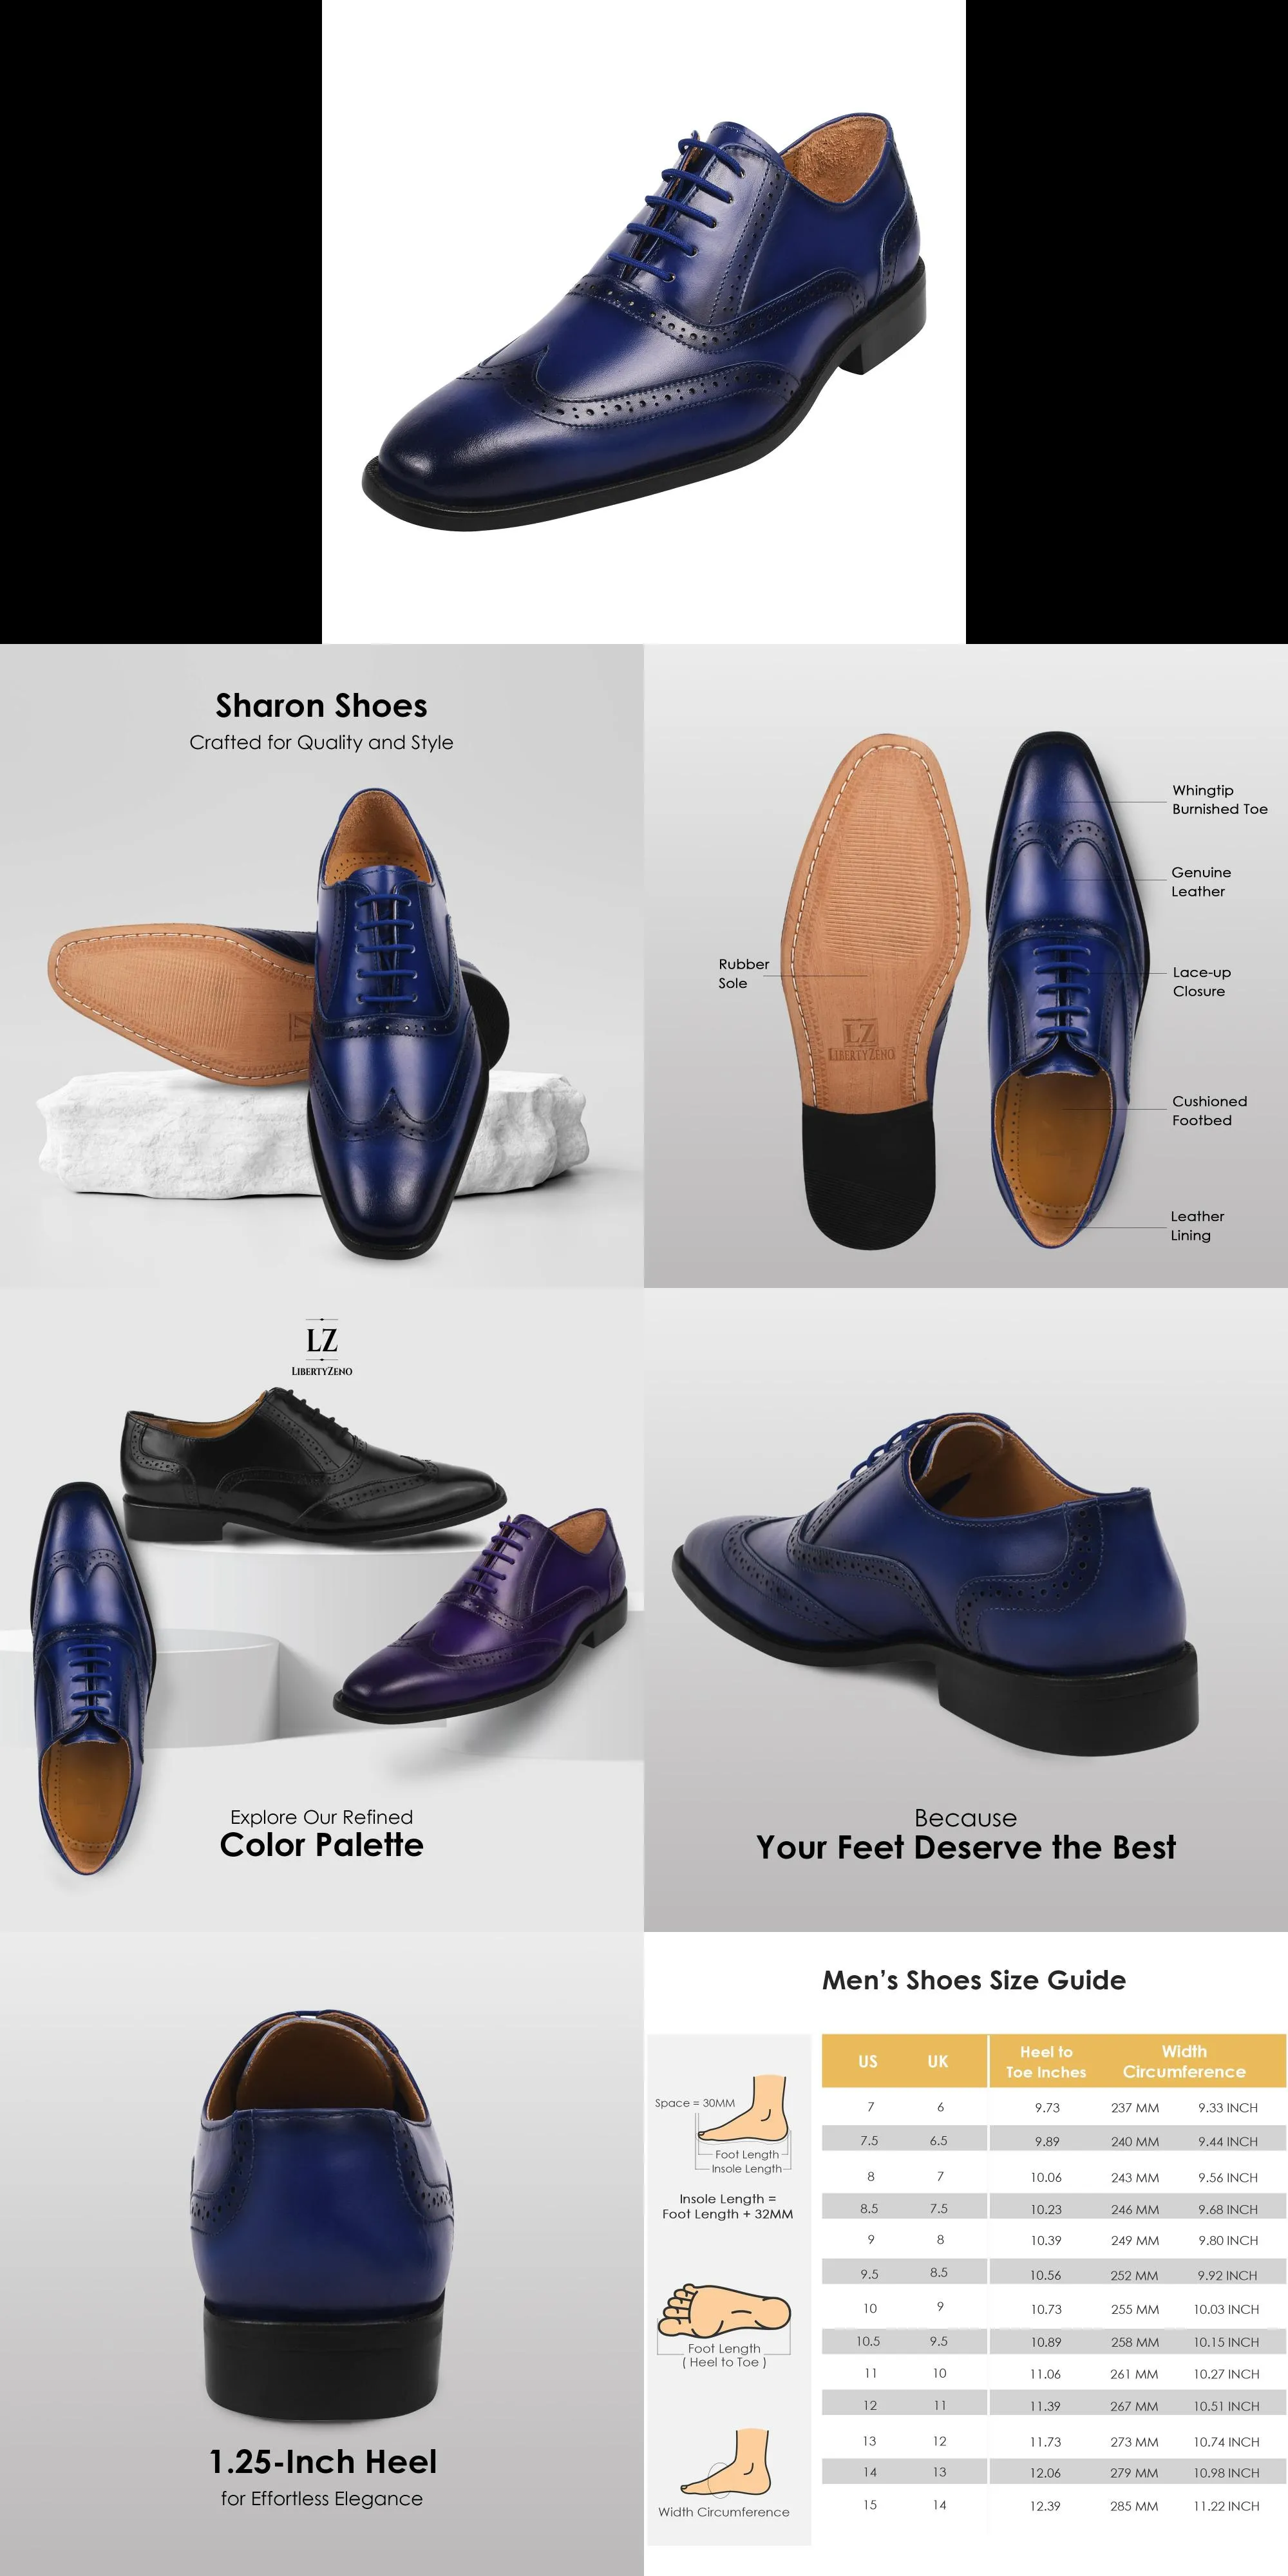 Sharon Shoes
Crafted for Quality and Style
LZ
Whingtip
Burnished Toe
Genuine
Leather
Rubber
Sole
Lace-up
Closure
LZ
LIBERTYZENO
Cushioned
Footbed
Leather
Lining
LZ
LIBERTYZENO
Explore Our Refined
Color Palette
Because
Your Feet Deserve the Best
1.25-Inch Heel
for Effortless Elegance
Men's Shoes Size Guide
Space = 30MM
Foot Length
Insole Length
Insole Length =
Foot Length + 32MM
Foot Length
( Heel to Toe )
Width Circumference
US UK Heel to Toe Inches Width Circumference
7 6 9.73 237 MM 9.33 INCH
7.5 6.5 9.89 240 MM 9.44 INCH
8 7 10.06 243 MM 9.56 INCH
8.5 7.5 10.23 246 MM 9.68 INCH
9 8 10.39 249 MM 9.80 INCH
9.5 8.5 10.56 252 MM 9.92 INCH
10 9 10.73 255 MM 10.03 INCH
10.5 9.5 10.89 258 MM 10.15 INCH
11 10 11.06 261 MM 10.27 INCH
12 11 11.39 267 MM 10.51 INCH
13 12 11.73 273 MM 10.74 INCH
14 13 12.06 279 MM 10.98 INCH
15 14 12.39 285 MM 11.22 INCH